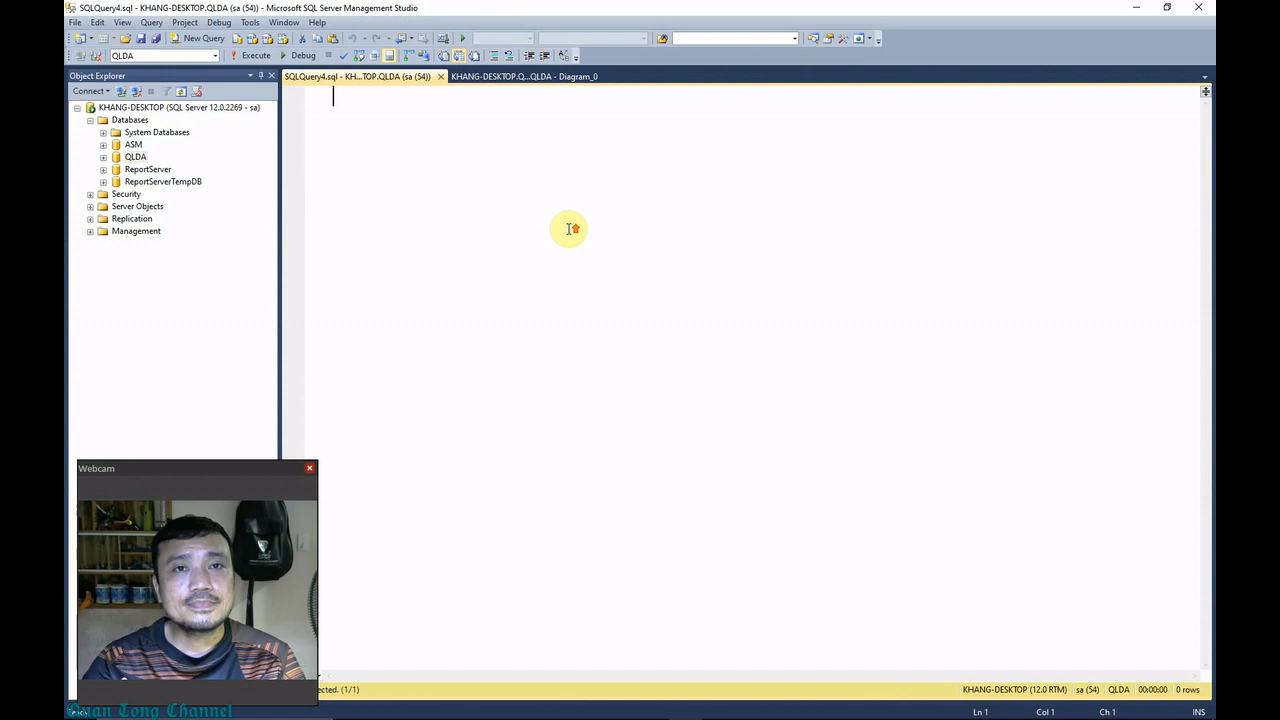 SQLQuery4.sql - KHANG-DESKTOP.QLDA (sa (54)) - Microsoft SQL Server Management Studio
File Edit View Query Project Debug Tools Window Help
New Query
QLDA Execute Debug
Object Explorer
SQLQuery4.sql - KH...TOP.QLDA (sa (54)) KHANG-DESKTOP.Q...QLDA - Diagram_0
Connect
KHANG-DESKTOP (SQL Server 12.0.2269 - sa)
Databases
System Databases
ASM
QLDA
ReportServer
ReportServerTempDB
Security
Server Objects
Replication
Management
Webcam
ected. (1/1) KHANG-DESKTOP (12.0 RTM) sa (54) QLDA 00:00:00 0 rows
Quan Tong Channel
Ln 1 Col 1 Ch 1 INS